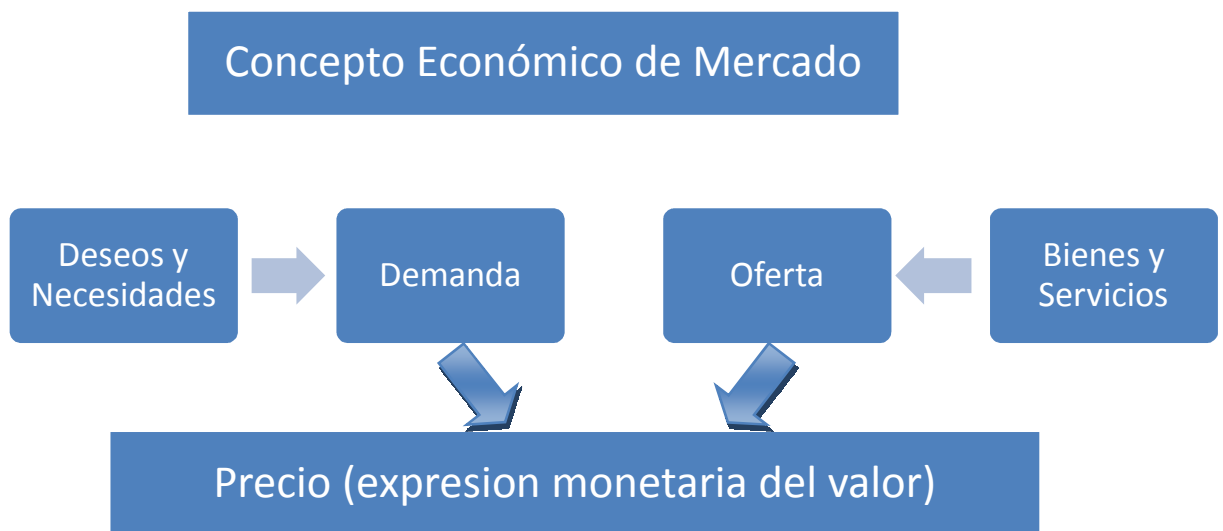 Concepto Económico de Mercado
Deseos y
Necesidades
Demanda
Oferta
Bienes y
Servicios
Precio (expresion monetaria del valor)